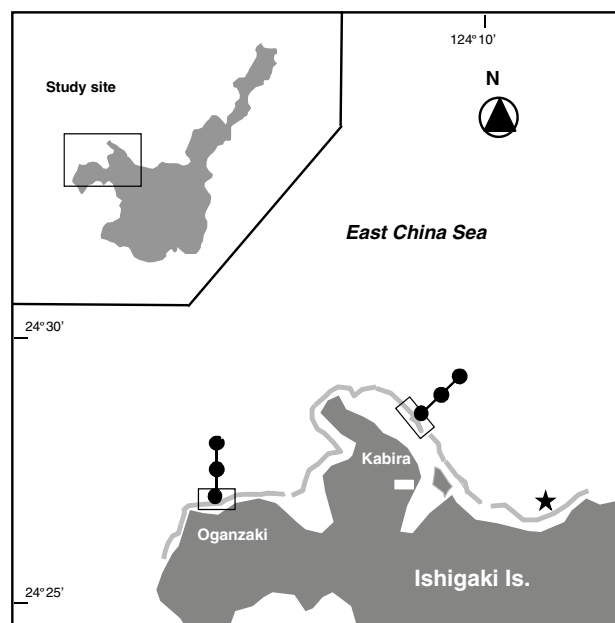 124°10'
N
Study site
East China Sea
24°30'
Kabira
Oganzaki
Ishigaki Is.
24°25'